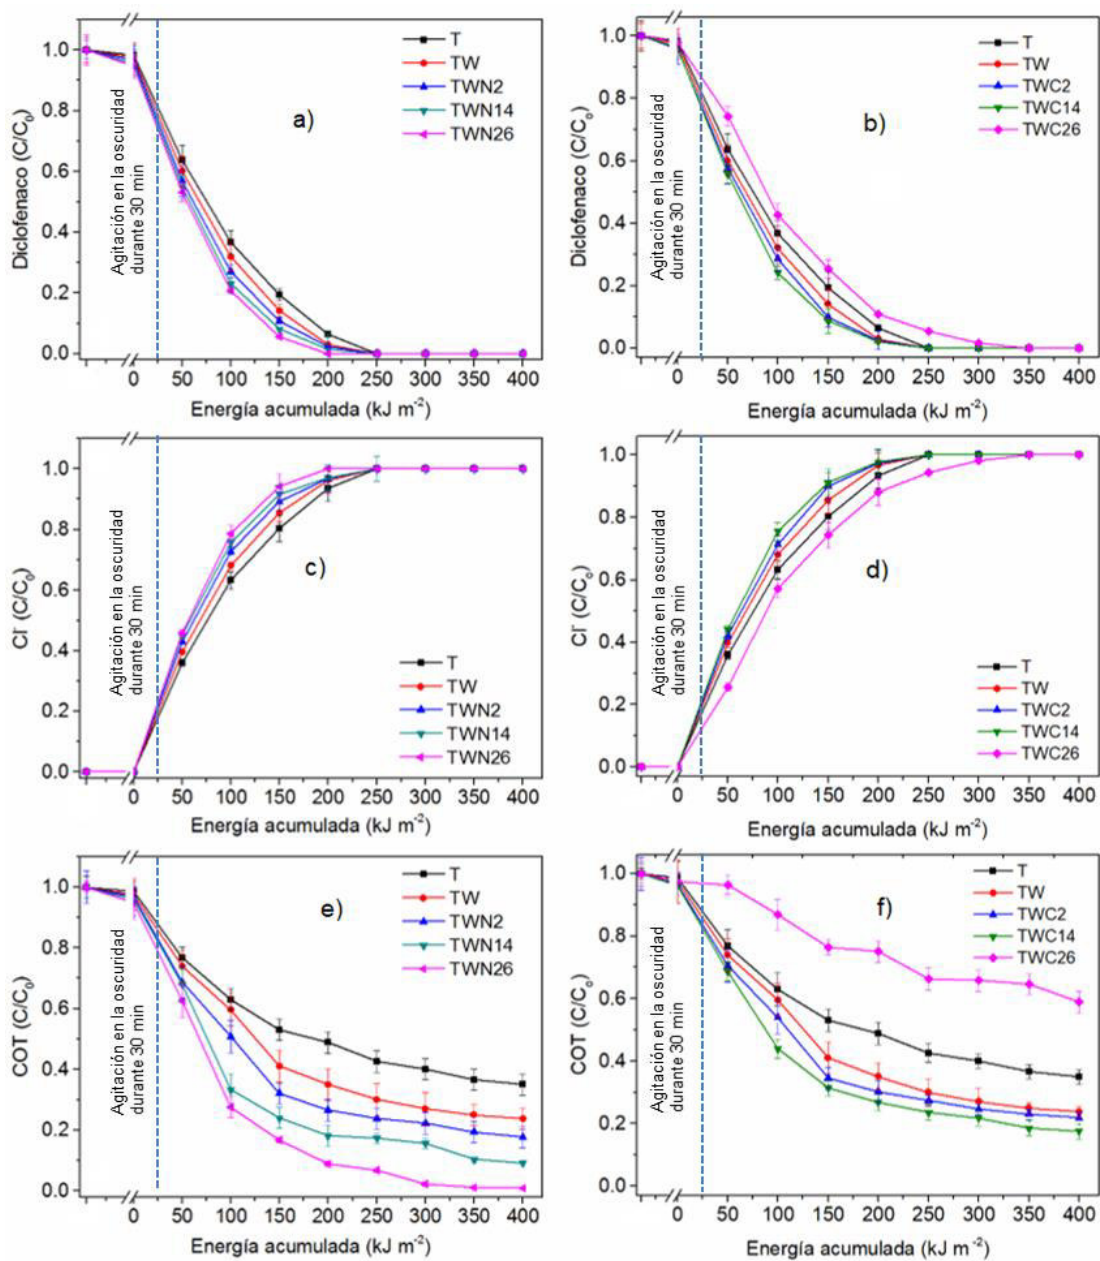 a)
T
TW
TWN2
TWN14
TWN26
Diclofenaco (C/C₀)
1.0
0.8
0.6
0.4
0.2
0.0
Agitación en la oscuridad
durante 30 min
0 50 100 150 200 250 300 350 400
Energía acumulada (kJ m⁻²)
b)
T
TW
TWC2
TWC14
TWC26
Diclofenaco (C/C₀)
1.0
0.8
0.6
0.4
0.2
0.0
Agitación en la oscuridad
durante 30 min
0 50 100 150 200 250 300 350 400
Energía acumulada (kJ m⁻²)
c)
T
TW
TWN2
TWN14
TWN26
Cl⁻ (C/C₀)
1.0
0.8
0.6
0.4
0.2
0.0
Agitación en la oscuridad
durante 30 min
0 50 100 150 200 250 300 350 400
Energía acumulada (kJ m⁻²)
d)
T
TW
TWC2
TWC14
TWC26
Cl⁻ (C/C₀)
1.0
0.8
0.6
0.4
0.2
0.0
Agitación en la oscuridad
durante 30 min
0 50 100 150 200 250 300 350 400
Energía acumulada (kJ m⁻²)
e)
T
TW
TWN2
TWN14
TWN26
COT (C/C₀)
1.0
0.8
0.6
0.4
0.2
0.0
Agitación en la oscuridad
durante 30 min
0 50 100 150 200 250 300 350 400
Energía acumulada (kJ m⁻²)
f)
T
TW
TWC2
TWC14
TWC26
COT (C/C₀)
1.0
0.8
0.6
0.4
0.2
0.0
Agitación en la oscuridad
durante 30 min
0 50 100 150 200 250 300 350 400
Energía acumulada (kJ m⁻²)